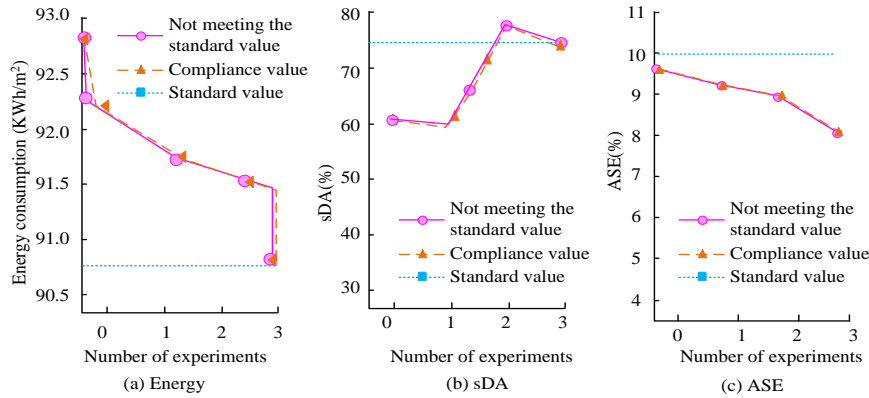 93.0
92.5
92.0
91.5
91.0
90.5
Energy consumption (KWh/m²)
Not meeting the
standard value
Compliance value
Standard value
0 1 2 3
Number of experiments
(a) Energy
80
70
60
50
40
30
sDA(%)
Not meeting the
standard value
Compliance value
Standard value
0 1 2 3
Number of experiments
(b) sDA
11
10
9
8
7
6
5
4
ASE(%)
Not meeting the
standard value
Compliance value
Standard value
0 1 2 3
Number of experiments
(c) ASE